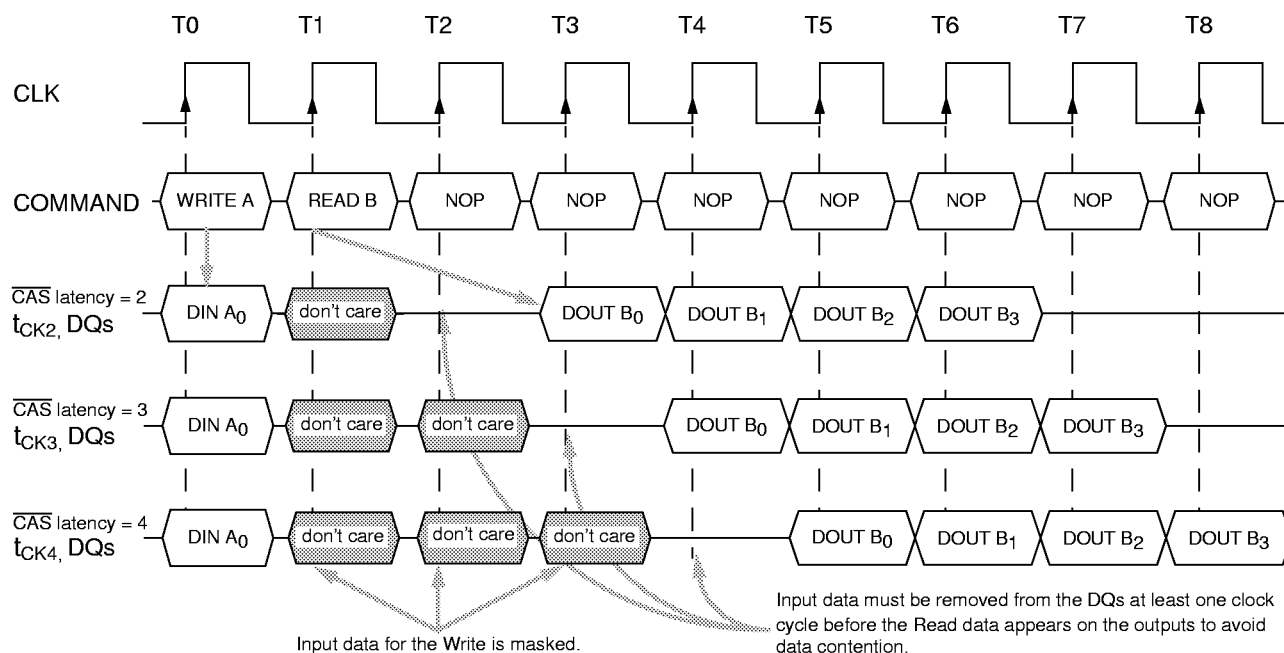 T0 T1 T2 T3 T4 T5 T6 T7 T8
CLK
COMMAND WRITE A READ B NOP NOP NOP NOP NOP NOP NOP
CAS latency = 2
tCK2, DQs DIN A0 don't care DOUT B0 DOUT B1 DOUT B2 DOUT B3
CAS latency = 3
tCK3, DQs DIN A0 don't care don't care DOUT B0 DOUT B1 DOUT B2 DOUT B3
CAS latency = 4
tCK4, DQs DIN A0 don't care don't care don't care DOUT B0 DOUT B1 DOUT B2 DOUT B3
Input data for the Write is masked.
Input data must be removed from the DQs at least one clock
cycle before the Read data appears on the outputs to avoid
data contention.